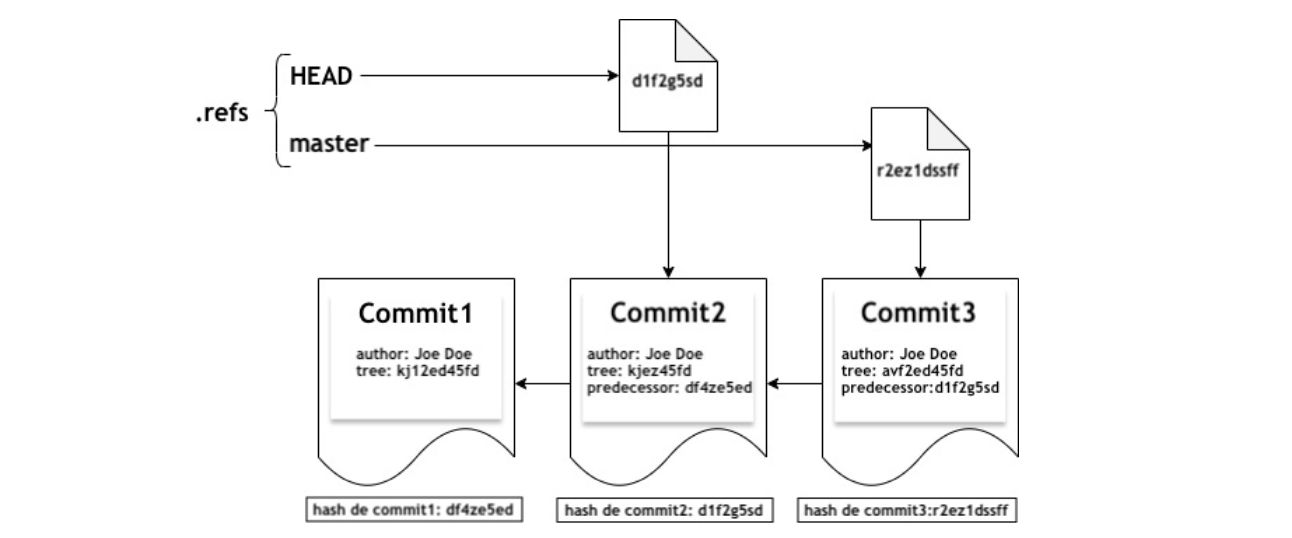 HEAD
d1f2g5sd
.refs
master
r2ez1dssff
Commit1
author: Joe Doe
tree: kj12ed45fd
Commit2
author: Joe Doe
tree: kjez45fd
predecessor: df4ze5ed
Commit3
author: Joe Doe
tree: avf2ed45fd
predecessor:d1f2g5sd
hash de commit1: df4ze5ed
hash de commit2: d1f2g5sd
hash de commit3:r2ez1dssff